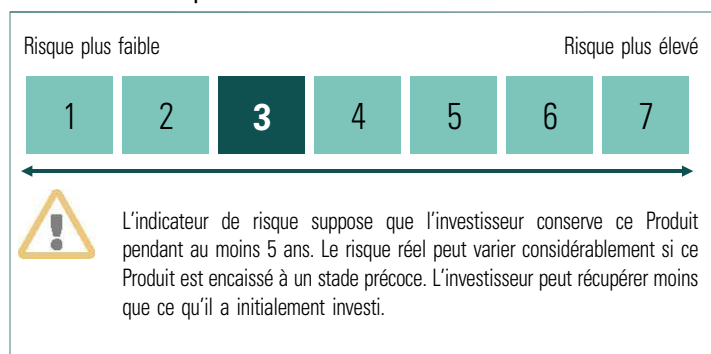 Risque plus faible Risque plus élevé
1 2 3 4 5 6 7
L'indicateur de risque suppose que l'investisseur conserve ce Produit
pendant au moins 5 ans. Le risque réel peut varier considérablement si ce
Produit est encaissé à un stade précoce. L'investisseur peut récupérer moins
que ce qu'il a initialement investi.